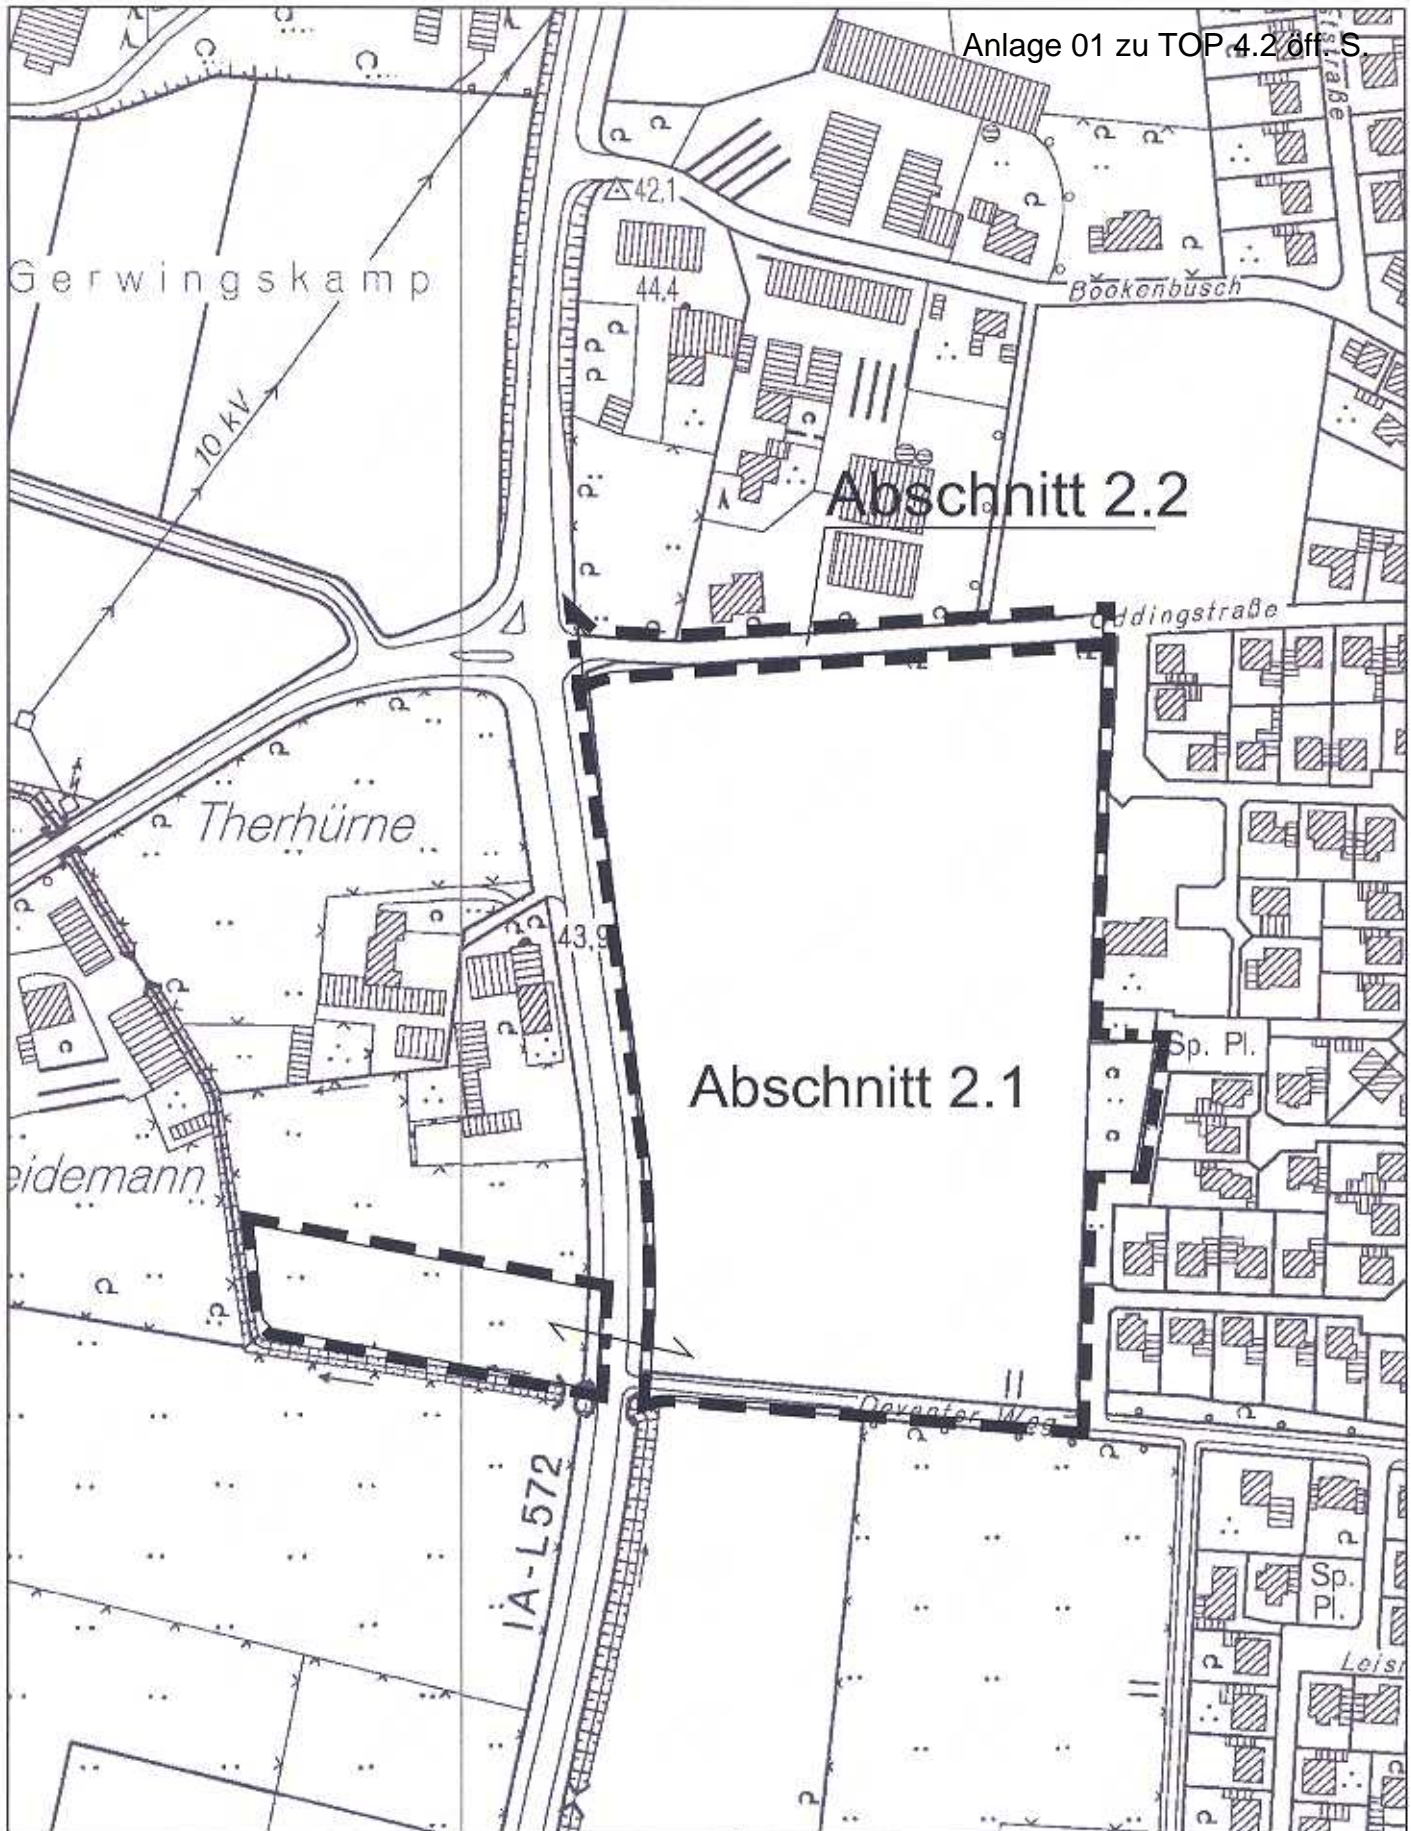 Anlage 01 zu TOP 4.2 öff. S.
42,1
Gerwingskamp
44.4
Bookenbusch
10 kV
Abschnitt 2.2
ddingstraße
Therhürne
43,9
Sp. Pl.
Abschnitt 2.1
eidemann
Deventer Weg
IA-L572
Sp.
Pl.